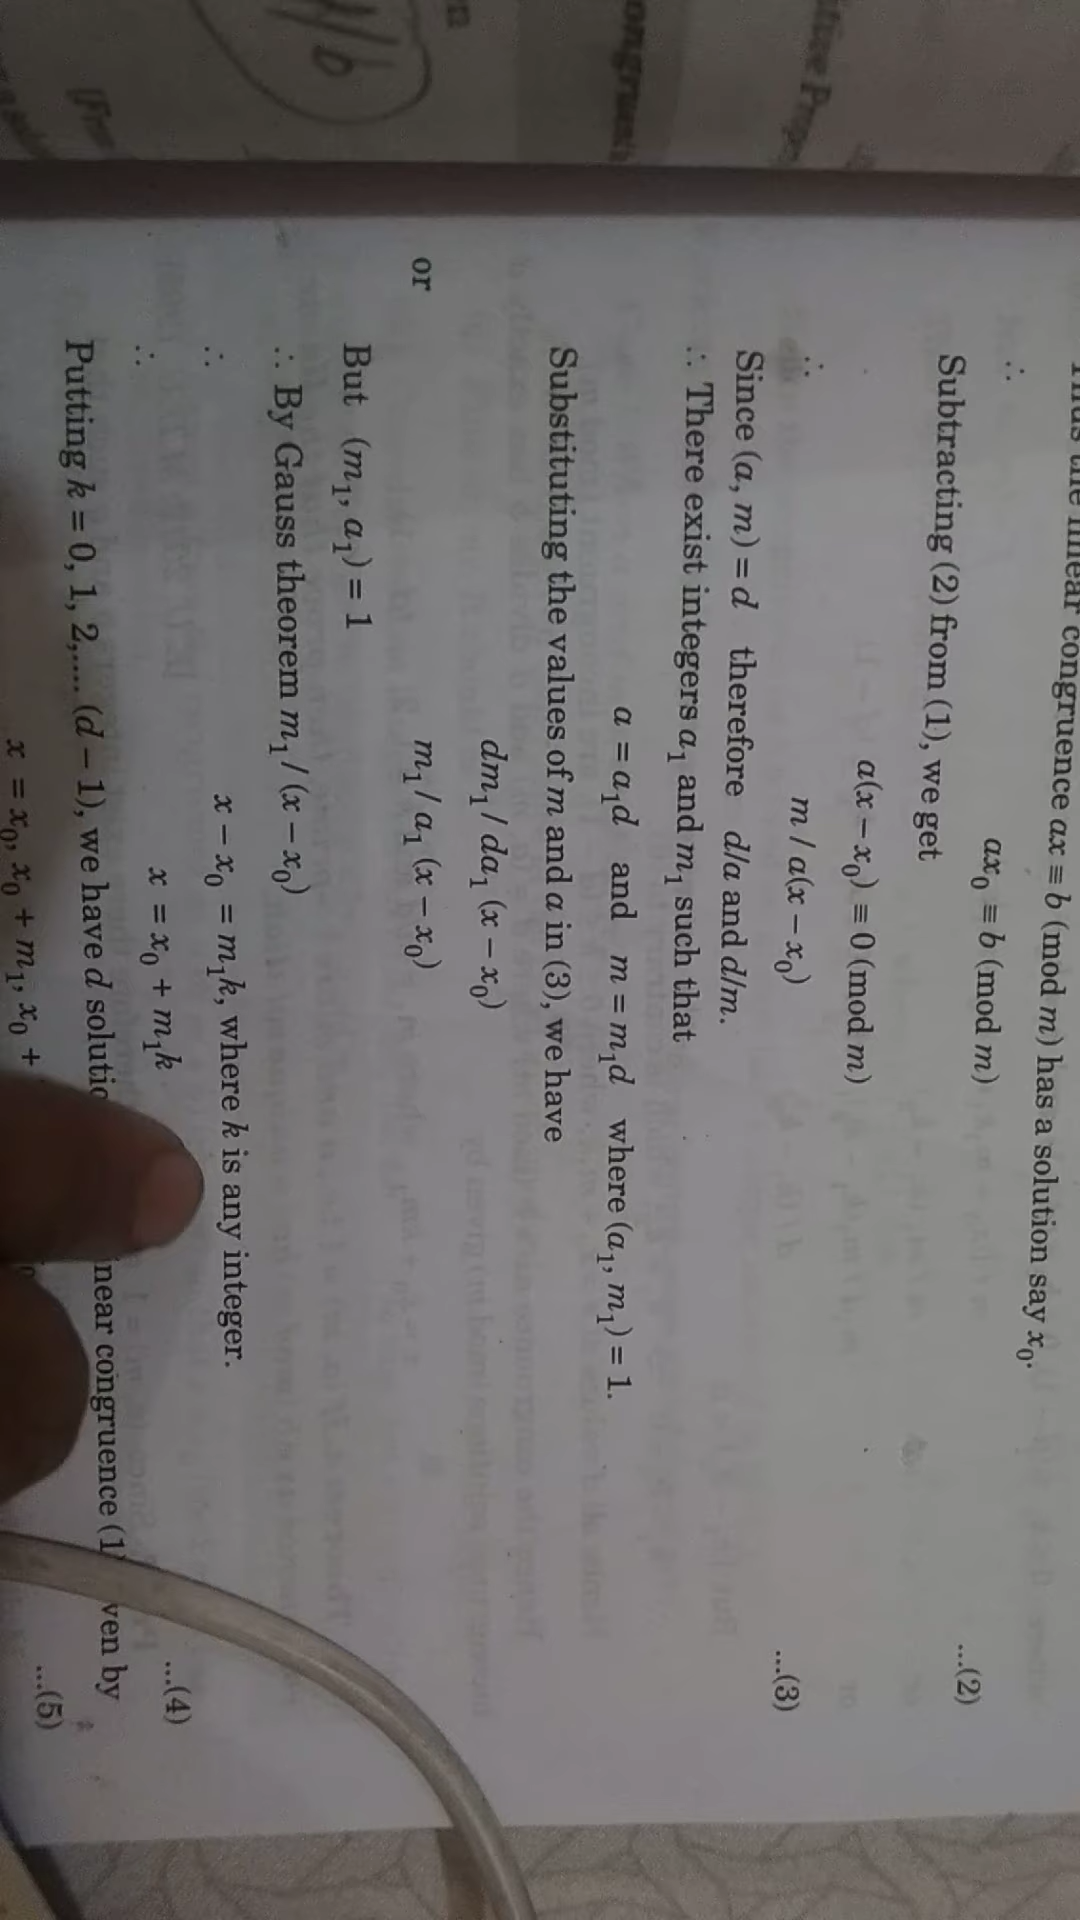 linear congruence ax ≡ b (mod m) has a solution say x₀.
∴ ax₀ ≡ b (mod m) ...(2)
Subtracting (2) from (1), we get
a(x – x₀) ≡ 0 (mod m)
∴ m / a(x – x₀) ...(3)
Since (a, m) = d therefore d/a and d/m.
∴ There exist integers a₁ and m₁ such that
a = a₁d and m = m₁d where (a₁, m₁) = 1.
Substituting the values of m and a in (3), we have
dm₁ / da₁ (x – x₀)
or m₁ / a₁ (x – x₀)
But (m₁, a₁) = 1
∴ By Gauss theorem m₁ / (x – x₀)
∴ x – x₀ = m₁k, where k is any integer.
∴ x = x₀ + m₁k ...(4)
Putting k = 0, 1, 2,.... (d – 1), we have d congruence (1) by
x = x₀, x₀ + m₁, x₀ + ...(5)